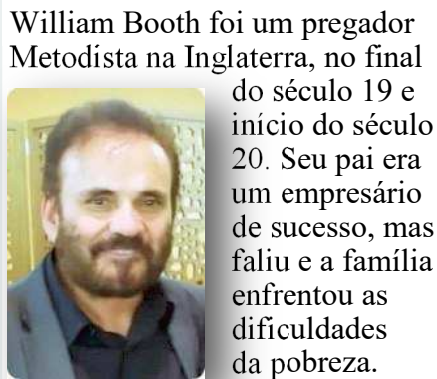 William Booth foi um pregador
Metodísta na Inglaterra, no final
do século 19 e
início do século
20. Seu pai era
um empresário
de sucesso, mas
faliu e a família
enfrentou as
dificuldades
da pobreza.